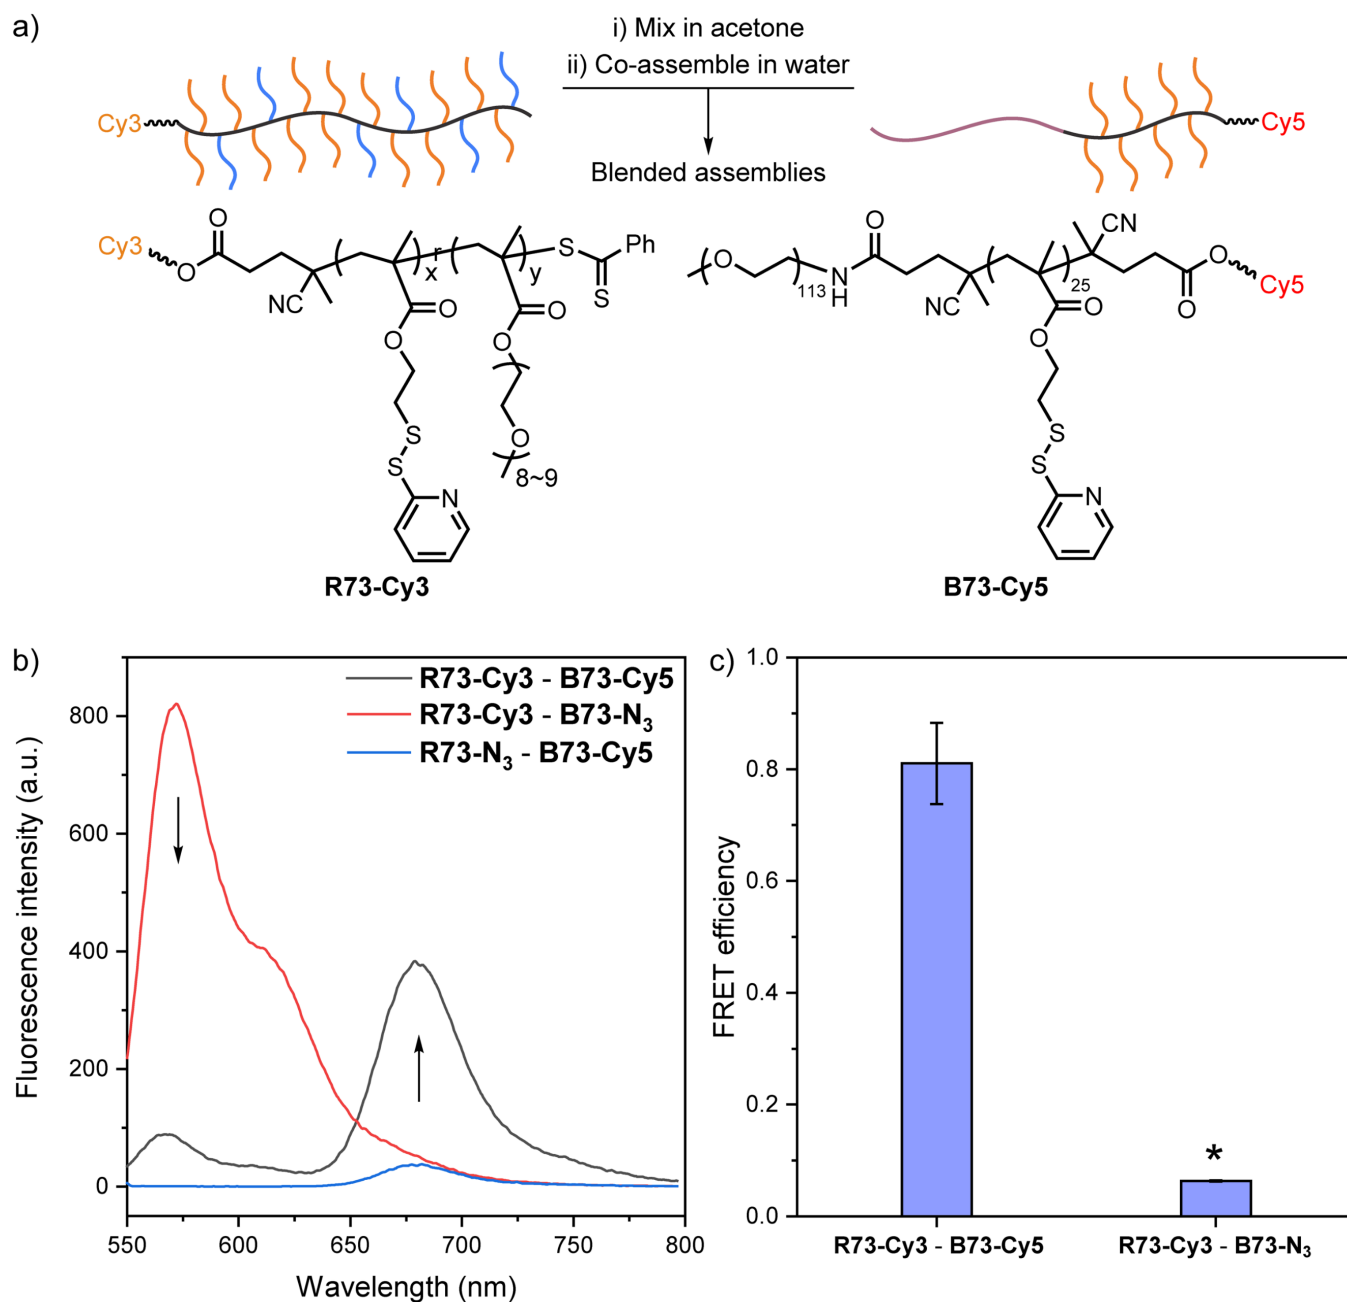 a)
i) Mix in acetone
ii) Co-assemble in water
Blended assemblies
Cy3
Cy5
Cy3
O
O
CN
x
r
y
S
S
Ph
O
O
O
O
S
S
N
O
8~9
R73-Cy3
O
113
N
H
O
CN
CN
25
O
O
O
O
Cy5
S
S
N
B73-Cy5
b)
Fluorescence intensity (a.u.)
800
600
400
200
0
550
600
650
700
750
800
Wavelength (nm)
R73-Cy3 - B73-Cy5
R73-Cy3 - B73-N₃
R73-N₃ - B73-Cy5
c)
FRET efficiency
1.0
0.8
0.6
0.4
0.2
0.0
*
R73-Cy3 - B73-Cy5
R73-Cy3 - B73-N₃